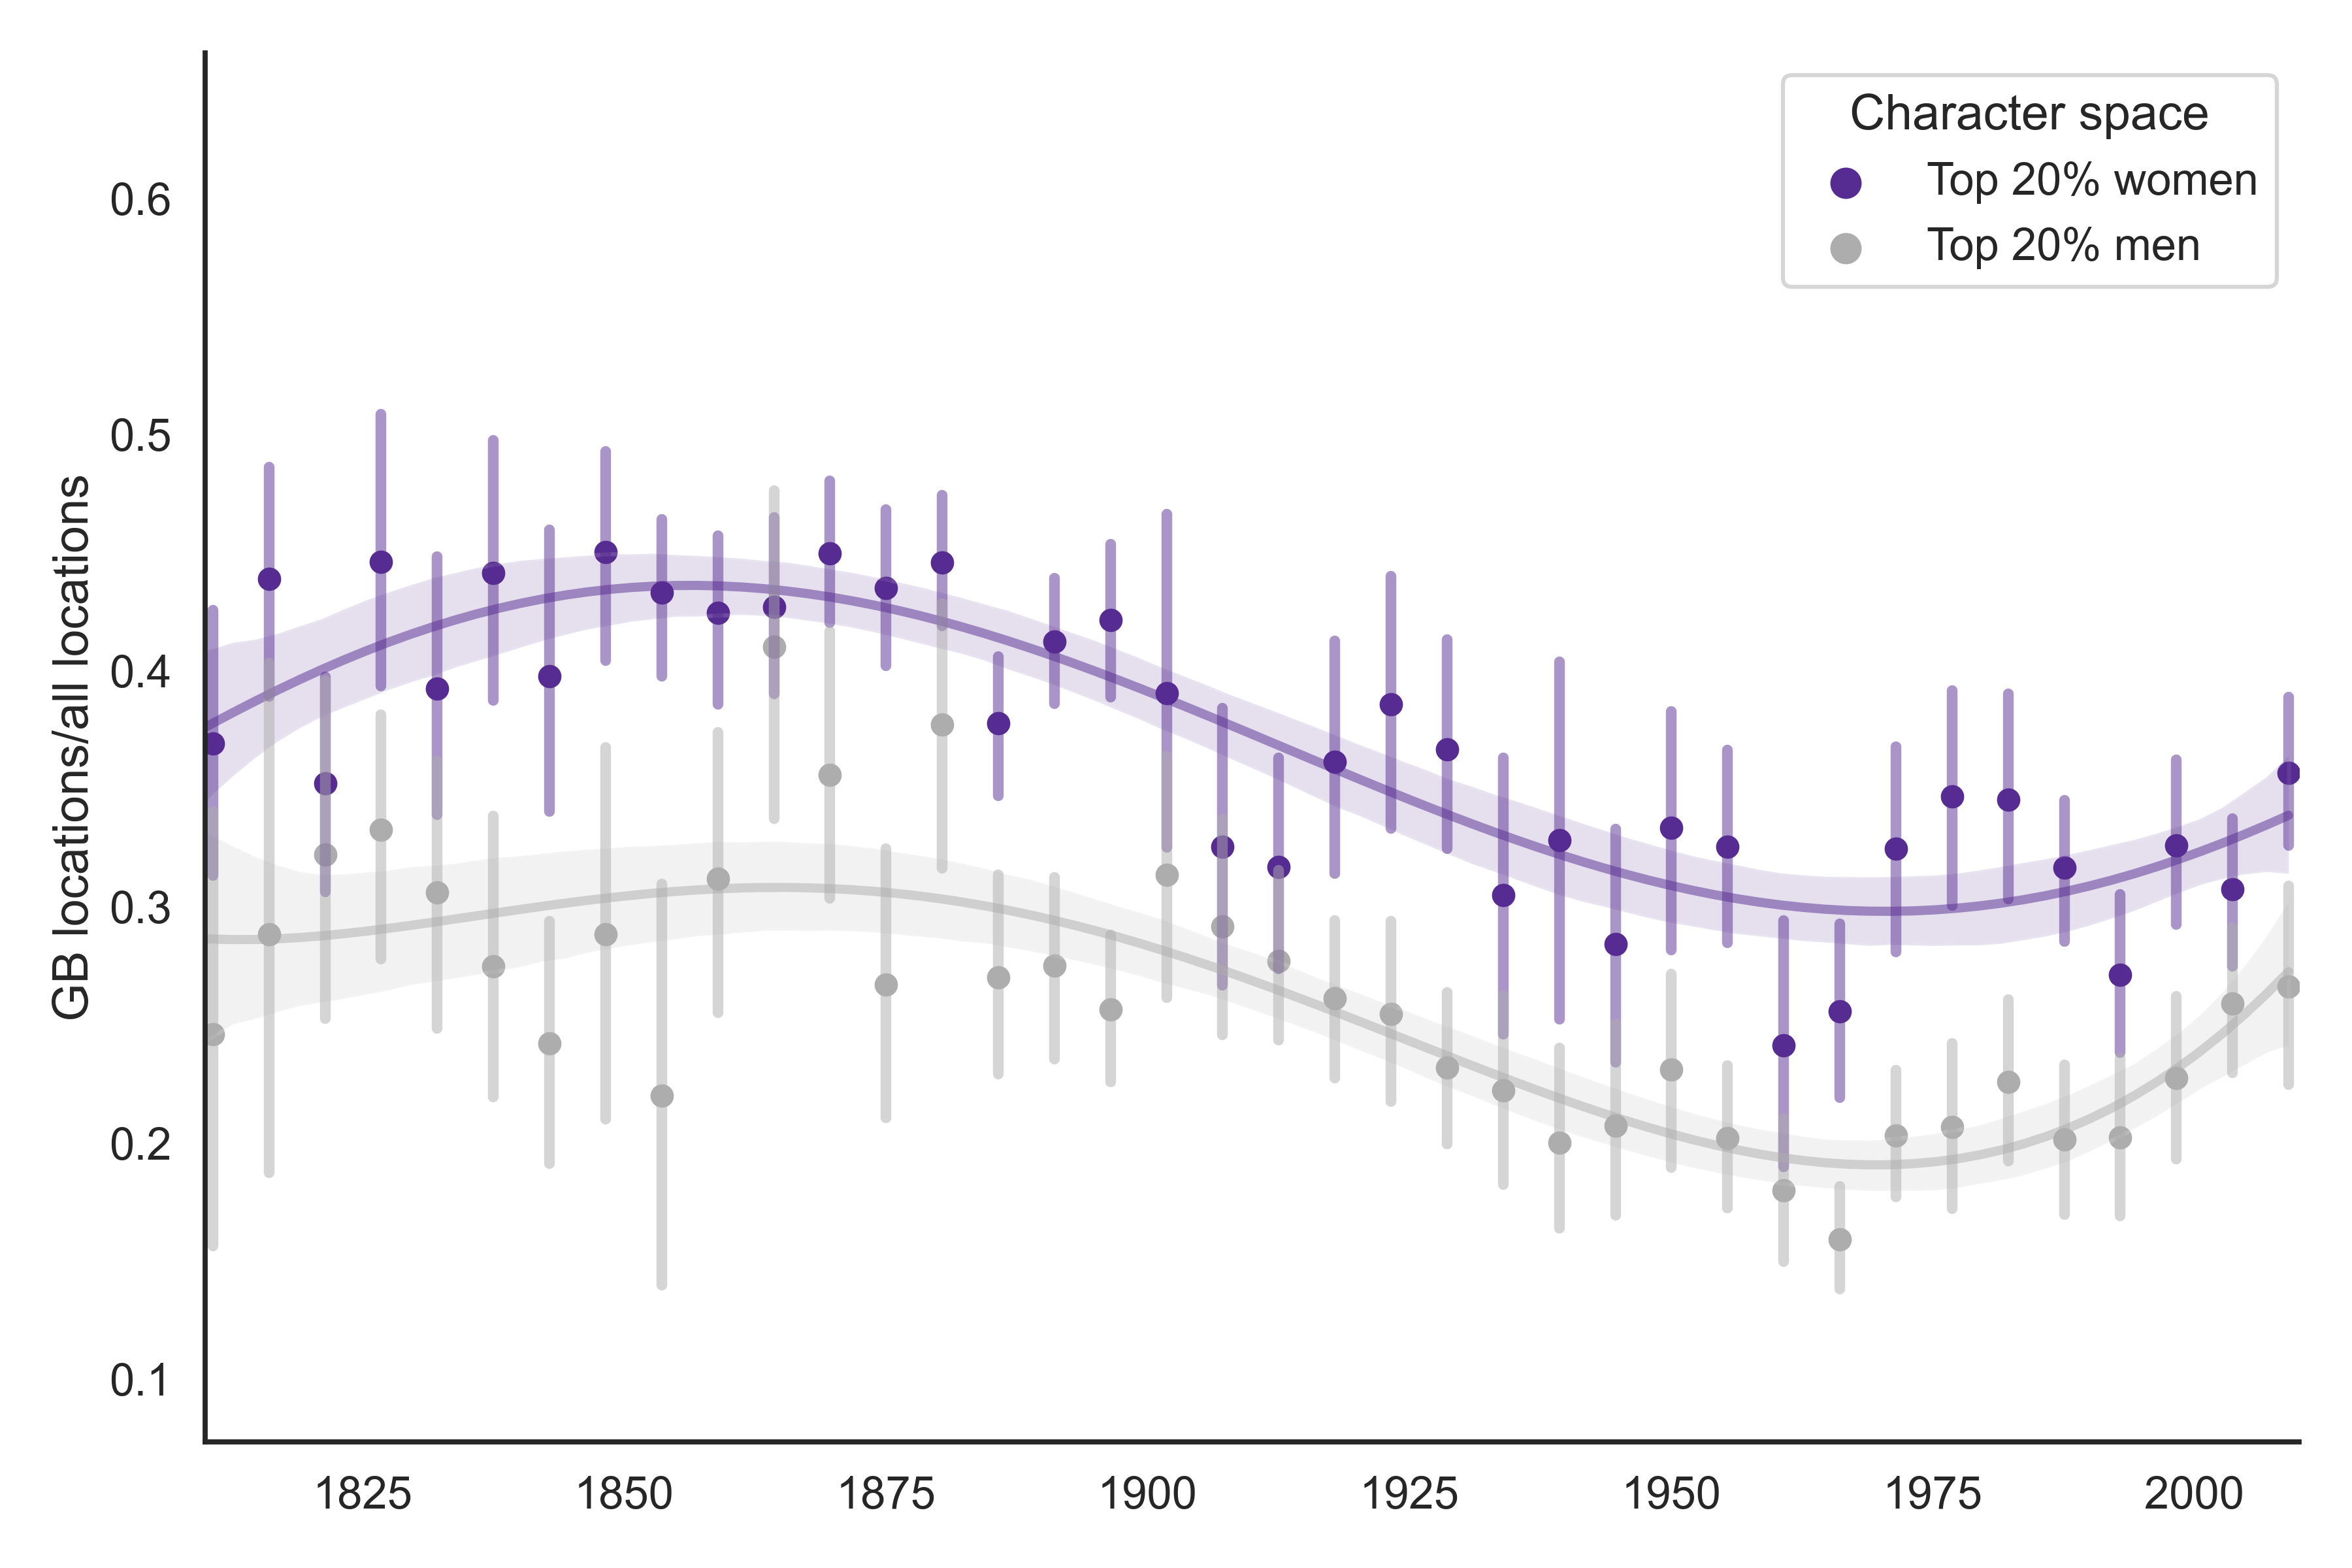 Character space
Top 20% women
Top 20% men
GB locations/all locations
0.6
0.5
0.4
0.3
0.2
0.1
1825 1850 1875 1900 1925 1950 1975 2000